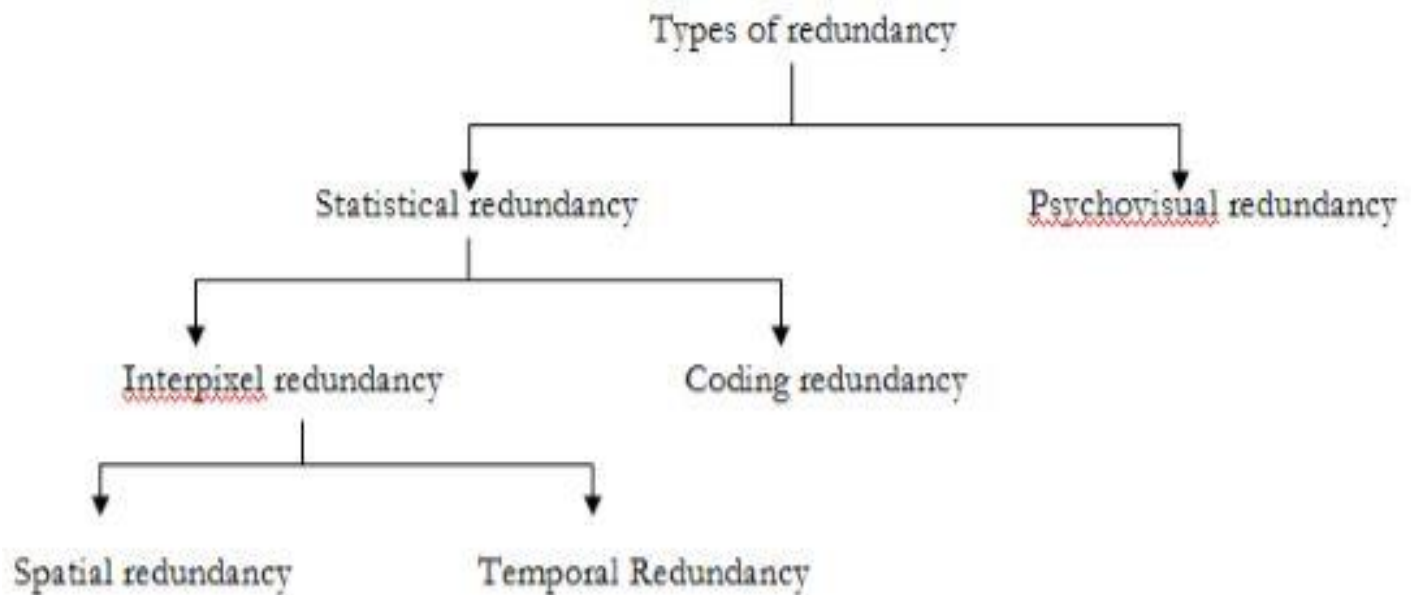 Types of redundancy
Statistical redundancy
Psychovisual redundancy
Interpixel redundancy
Coding redundancy
Spatial redundancy
Temporal Redundancy